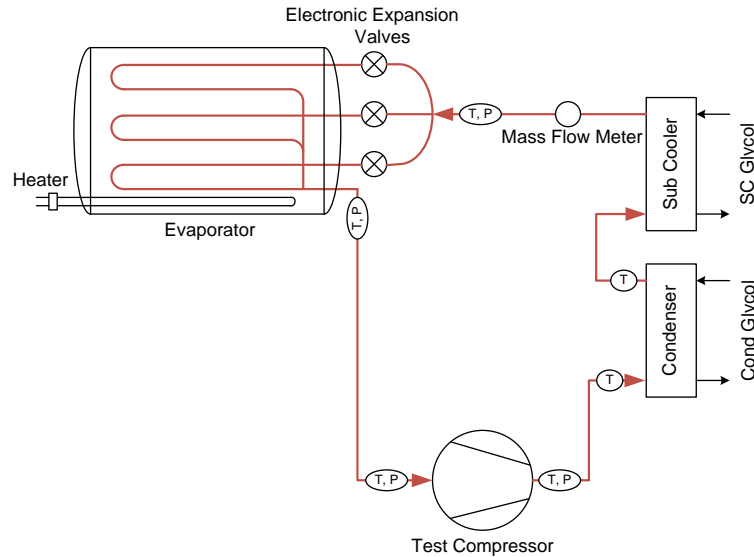 Electronic Expansion
Valves
T, P
Mass Flow Meter
Sub Cooler
SC Glycol
Heater
T, P
Evaporator
T
Condenser
Cond Glycol
T
T, P
T, P
Test Compressor